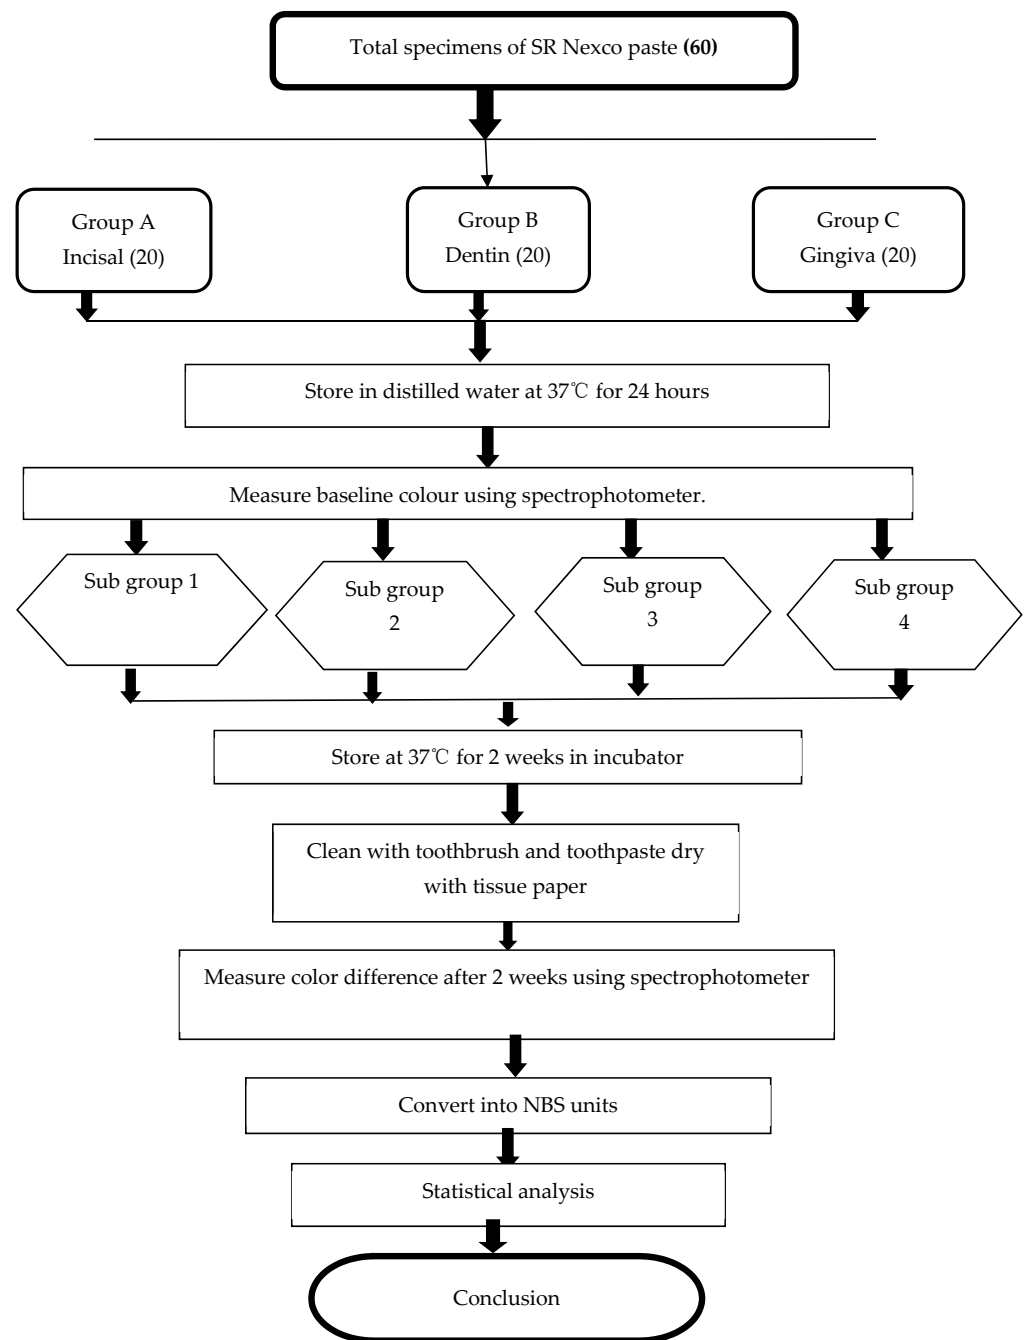 Total specimens of SR Nexco paste (60)
Group A
Incisal (20)
Group B
Dentin (20)
Group C
Gingiva (20)
Store in distilled water at 37℃ for 24 hours
Measure baseline colour using spectrophotometer.
Sub group 1
Sub group
2
Sub group
3
Sub group
4
Store at 37℃ for 2 weeks in incubator
Clean with toothbrush and toothpaste dry
with tissue paper
Measure color difference after 2 weeks using spectrophotometer
Convert into NBS units
Statistical analysis
Conclusion